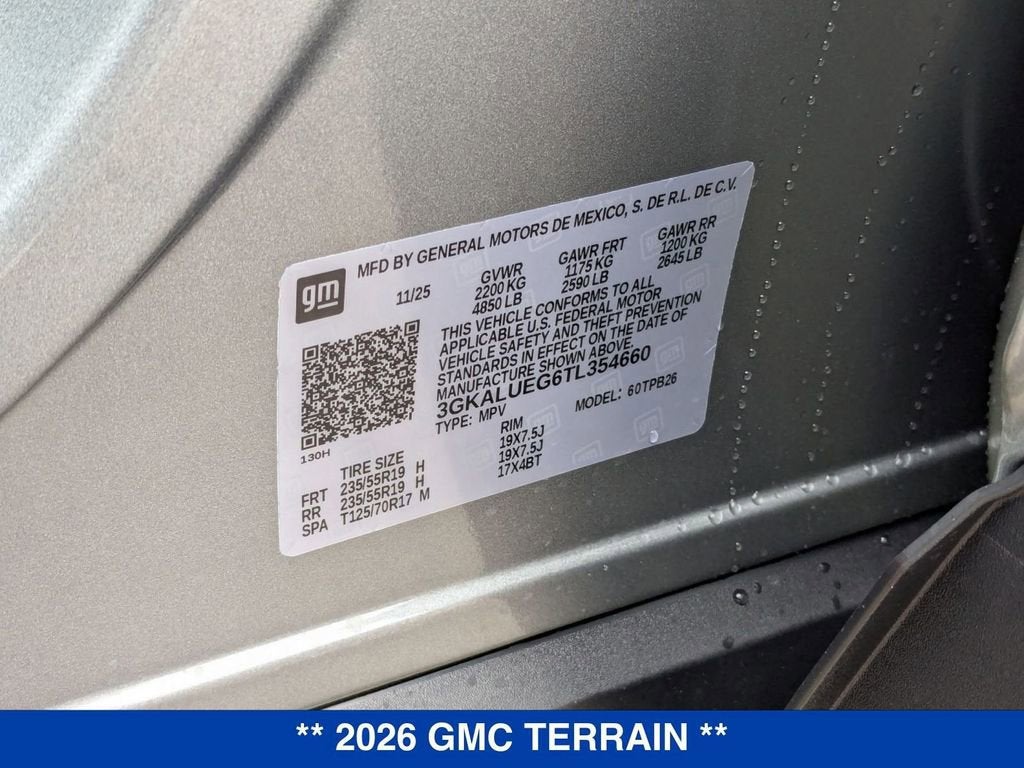 gm
MFD BY GENERAL MOTORS DE MEXICO, S. DE R.L. DE C.V.
11/25
GVWR GAWR FRT GAWR RR
2200 KG 1175 KG 1200 KG
4850 LB 2590 LB 2645 LB
THIS VEHICLE CONFORMS TO ALL
APPLICABLE U.S. FEDERAL MOTOR
VEHICLE SAFETY AND THEFT PREVENTION
STANDARDS IN EFFECT ON THE DATE OF
MANUFACTURE SHOWN ABOVE.
3GKALUEG6TL354660
TYPE: MPV MODEL: 60TPB26
130H
TIRE SIZE RIM
FRT 235/55R19 H 19X7.5J
RR 235/55R19 H 19X7.5J
SPA T125/70R17 M 17X4BT
** 2026 GMC TERRAIN **